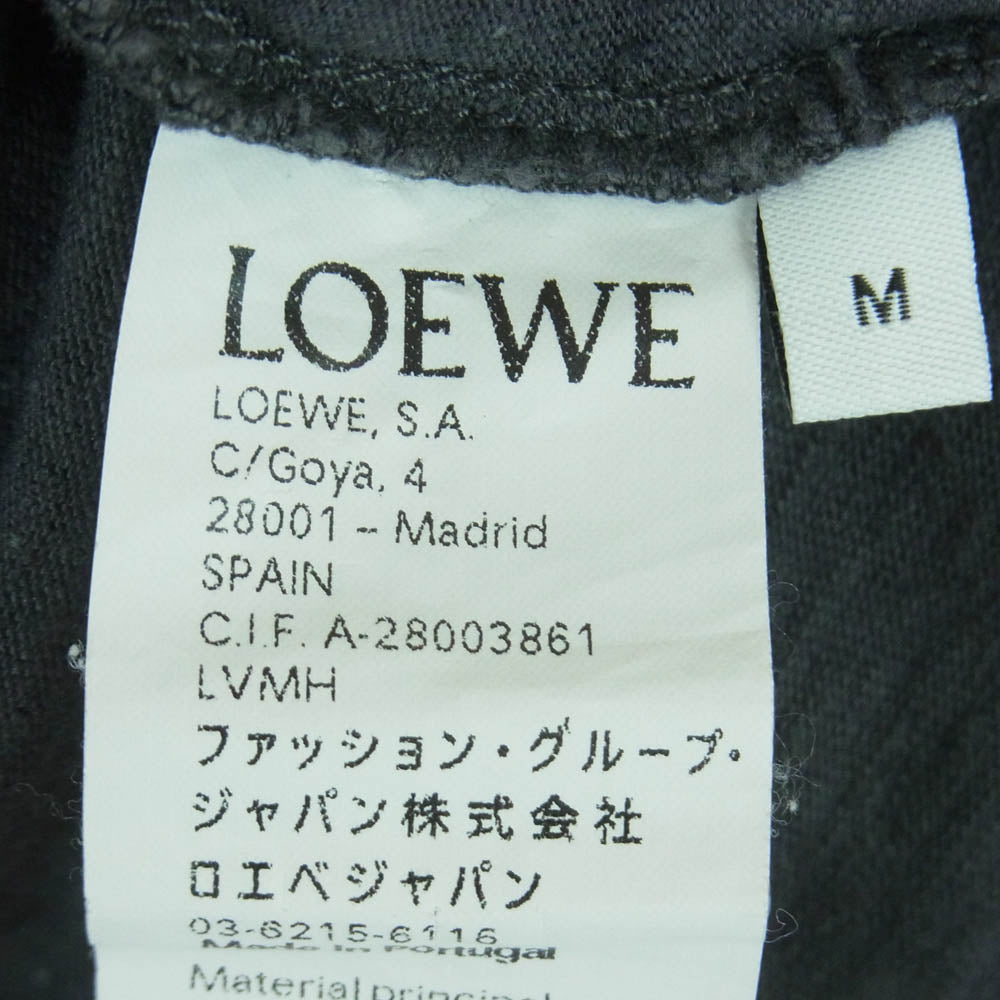 LOEWE
M
LOEWE, S.A.
C/Goya, 4
28001 – Madrid
SPAIN
C.I.F. A-28003861
LVMH
ファッション・グループ・
ジャパン株式会社
ロエベジャパン
03-6215-6116
Made in Portugal
Material principal